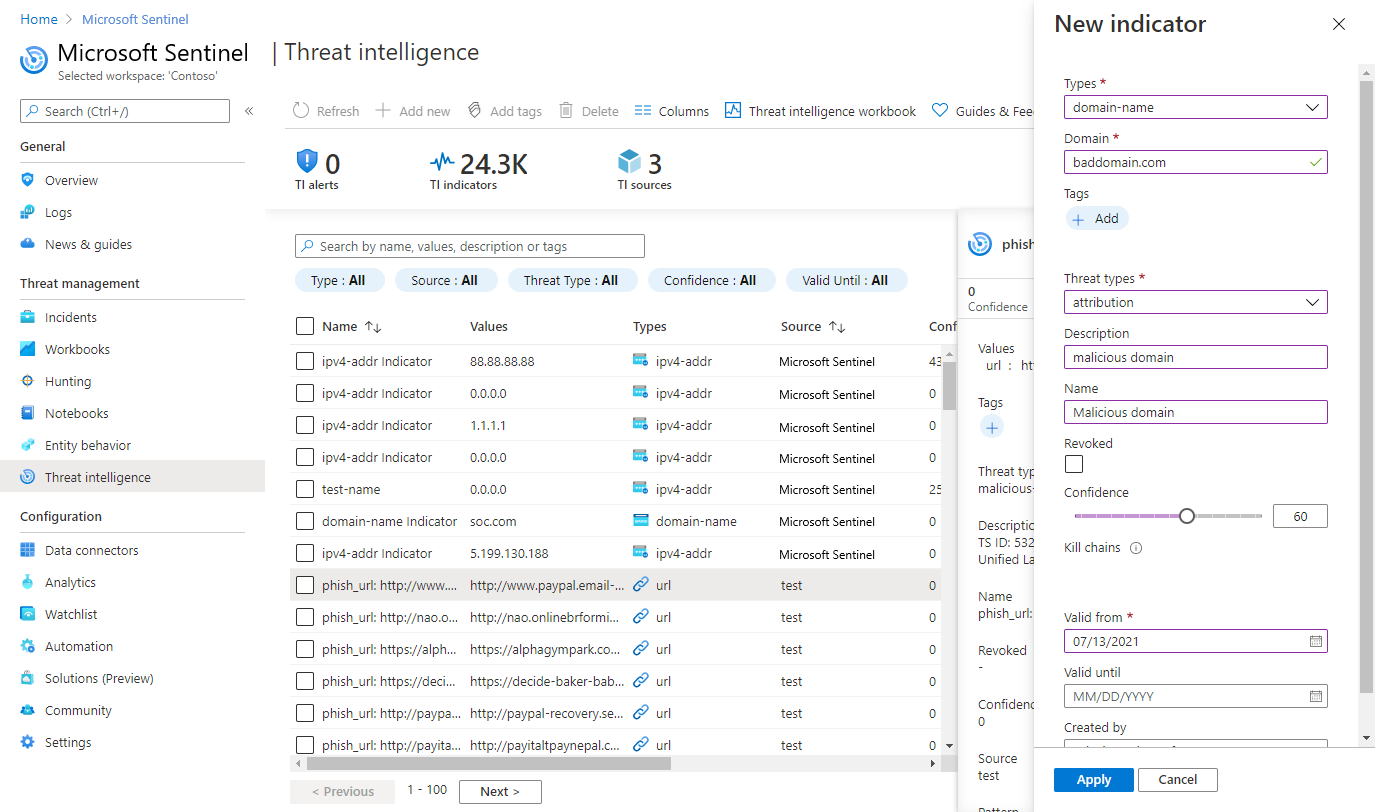 Home > Microsoft Sentinel
Microsoft Sentinel | Threat intelligence
Selected workspace: 'Contoso'
Search (Ctrl+/) «
General
Overview
Logs
News & guides
Threat management
Incidents
Workbooks
Hunting
Notebooks
Entity behavior
Threat intelligence
Configuration
Data connectors
Analytics
Watchlist
Automation
Solutions (Preview)
Community
Settings
Refresh Add new Add tags Delete Columns Threat intelligence workbook Guides & Fee
0 24.3K 3
TI alerts TI indicators TI sources
Search by name, values, description or tags
Type : All Source : All Threat Type : All Confidence : All Valid Until : All
Name Values Types Source Conf
ipv4-addr Indicator 88.88.88.88 ipv4-addr Microsoft Sentinel 43
ipv4-addr Indicator 0.0.0.0 ipv4-addr Microsoft Sentinel 0
ipv4-addr Indicator 1.1.1.1 ipv4-addr Microsoft Sentinel 0
ipv4-addr Indicator 0.0.0.0 ipv4-addr Microsoft Sentinel 0
test-name 0.0.0.0 ipv4-addr Microsoft Sentinel 25
domain-name Indicator soc.com domain-name Microsoft Sentinel 0
ipv4-addr Indicator 5.199.130.188 ipv4-addr Microsoft Sentinel 0
phish_url: http://www.... http://www.paypal.email-... url test 0
phish_url: http://nao.o... http://nao.onlinebrformi... url test 0
phish_url: https://alph... https://alphagympark.co... url test 0
phish_url: https://deci... https://decide-baker-bab... url test 0
phish_url: http://paypa... http://paypal-recovery.se... url test 0
phish_url: http://payita... http://payitaltpaynepal.c... url test 0
< Previous 1 - 100 Next >
phish
0
Confidence
Values
url : ht
Tags
+
Threat typ
malicious-
Descriptio
TS ID: 532
Unified La
Name
phish_url:
Revoked
-
Confidenc
0
Source
test
Pattern
New indicator
Types *
domain-name
Domain *
baddomain.com
Tags
+ Add
Threat types *
attribution
Description
malicious domain
Name
Malicious domain
Revoked
Confidence
60
Kill chains
Valid from *
07/13/2021
Valid until
MM/DD/YYYY
Created by
Apply Cancel